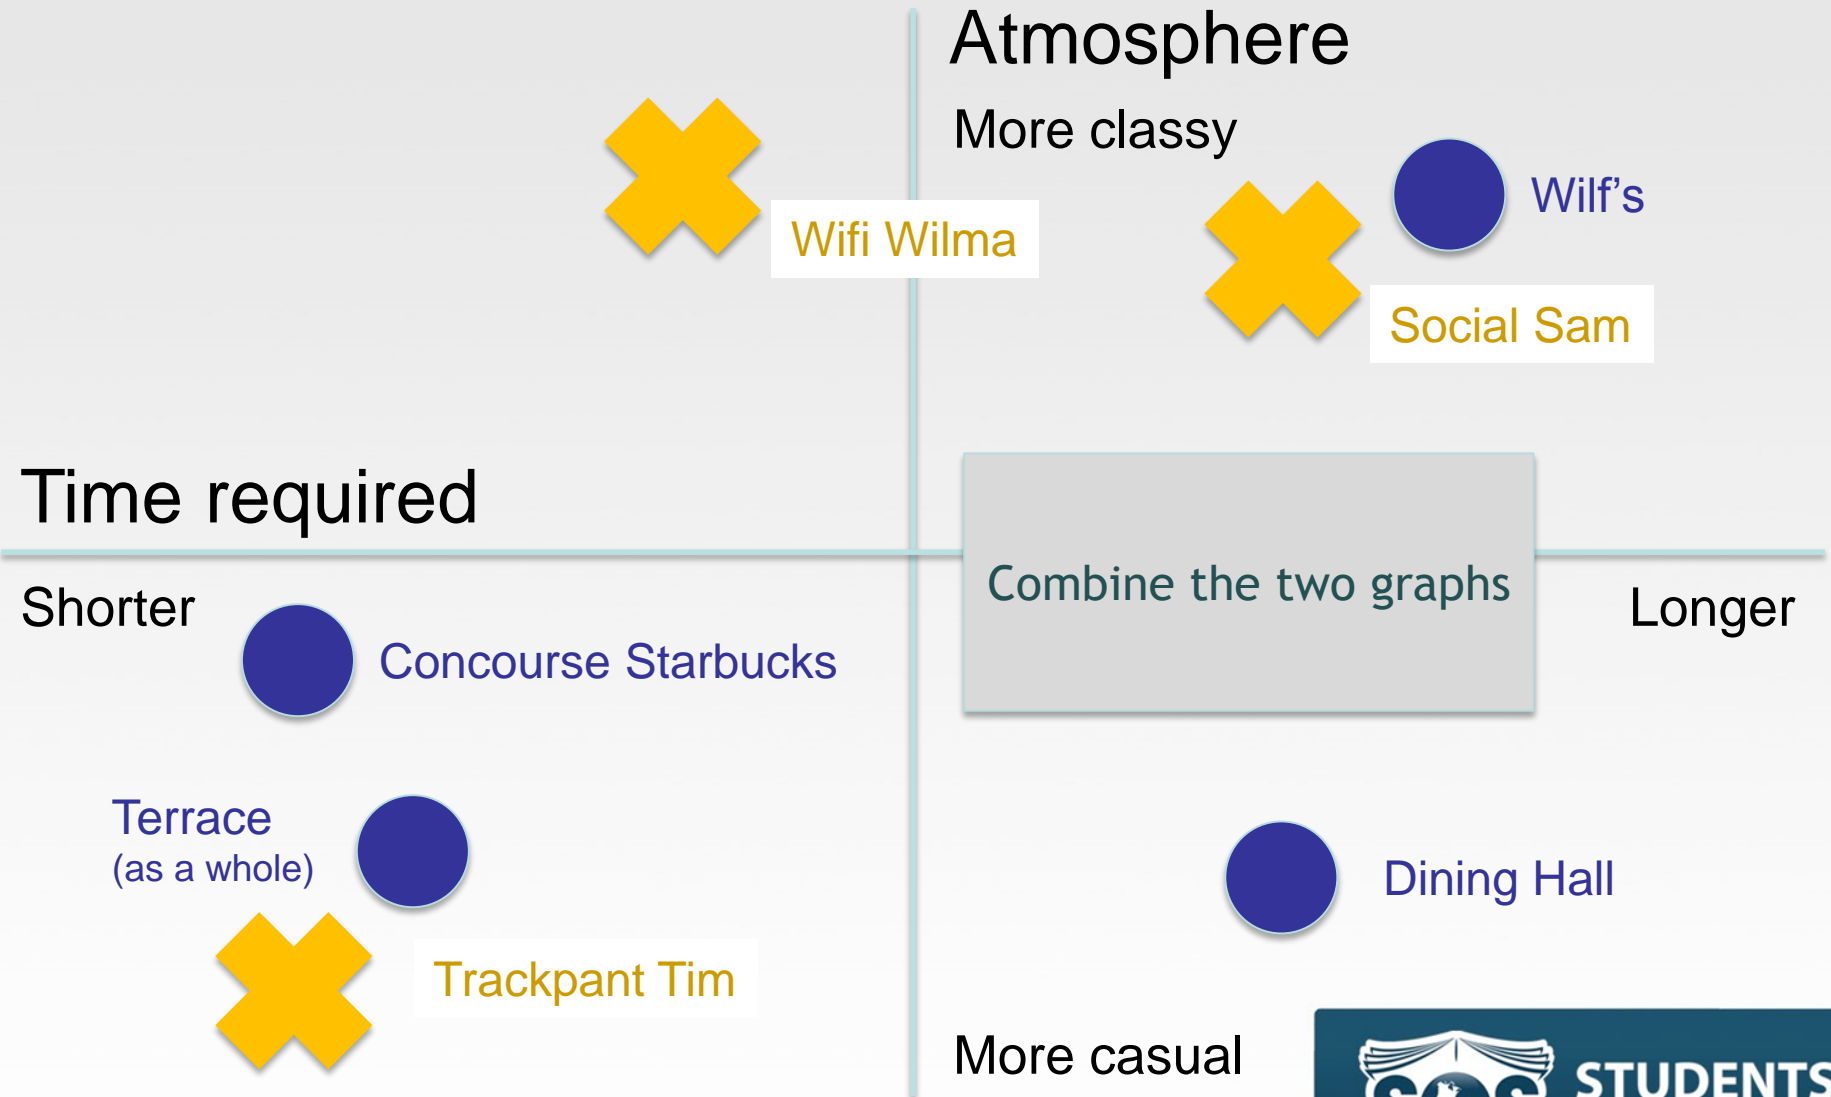 Atmosphere
More classy
Wilf’s
Wifi Wilma
Social Sam
Time required
Combine the two graphs
Shorter
Longer
Concourse Starbucks
Terrace
(as a whole)
Dining Hall
Trackpant Tim
More casual
SOS
STUDENTS